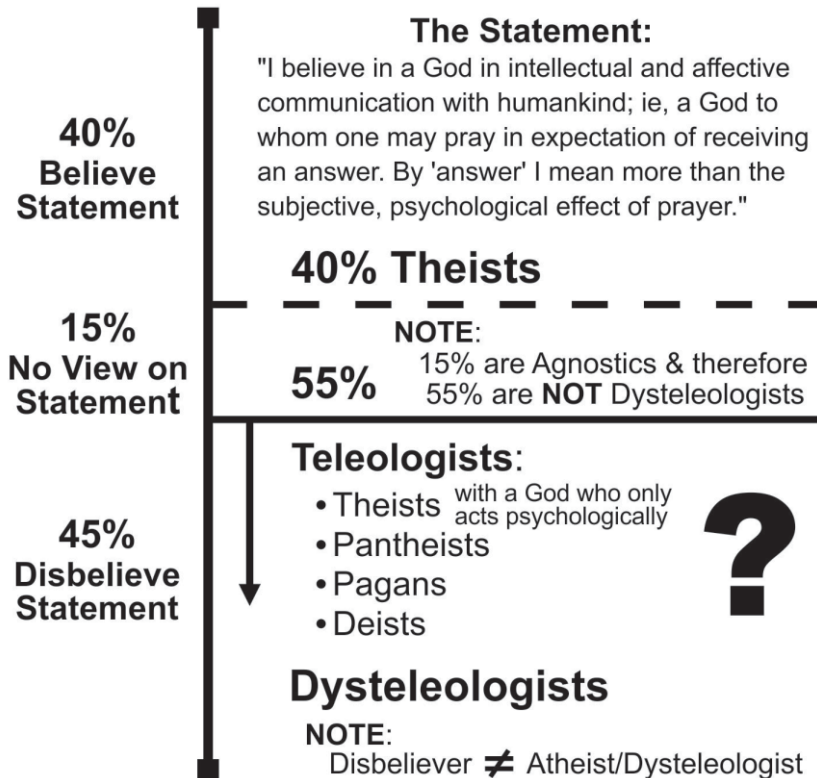 The Statement:
"I believe in a God in intellectual and affective
communication with humankind; ie, a God to
whom one may pray in expectation of receiving
an answer. By 'answer' I mean more than the
subjective, psychological effect of prayer."
40%
Believe
Statement
40% Theists
15%
No View on
Statement
NOTE:
55%
15% are Agnostics & therefore
55% are NOT Dysteleologists
45%
Disbelieve
Statement
Teleologists:
• Theists with a God who only
acts psychologically
• Pantheists
• Pagans
• Deists
?
Dysteleologists
NOTE:
Disbeliever ≠ Atheist/Dysteleologist